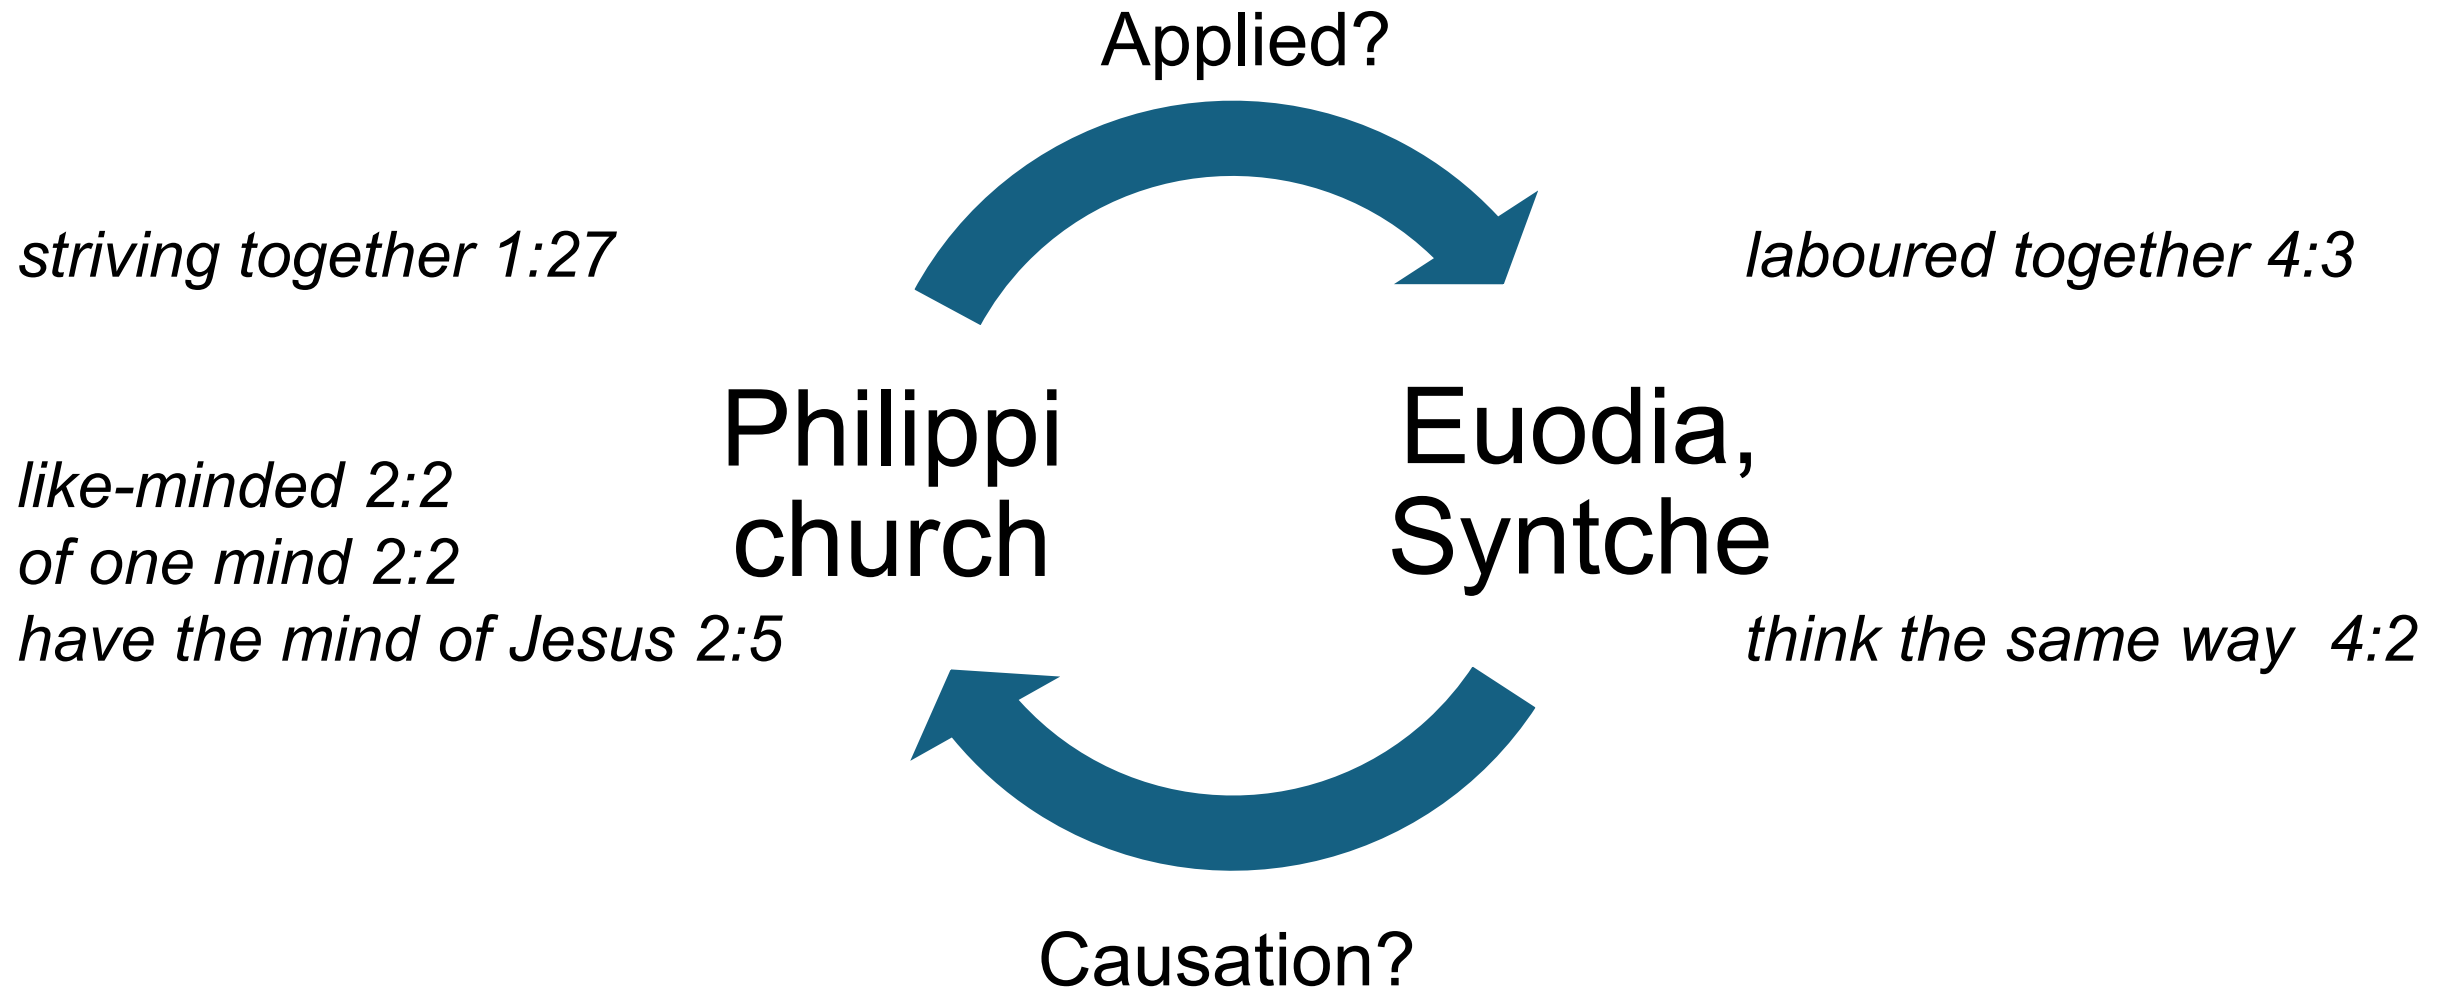 Applied?
striving together 1:27
laboured together 4:3
Philippi
church
Euodia,
Syntche
like-minded 2:2
of one mind 2:2
have the mind of Jesus 2:5
think the same way  4:2
Causation?